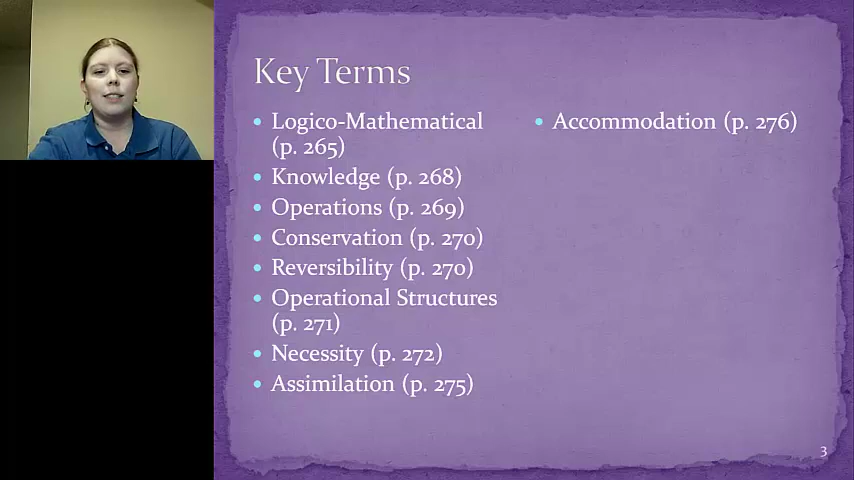 Key Terms
• Logico-Mathematical
(p. 265)
• Knowledge (p. 268)
• Operations (p. 269)
• Conservation (p. 270)
• Reversibility (p. 270)
• Operational Structures
(p. 271)
• Necessity (p. 272)
• Assimilation (p. 275)
• Accommodation (p. 276)
3